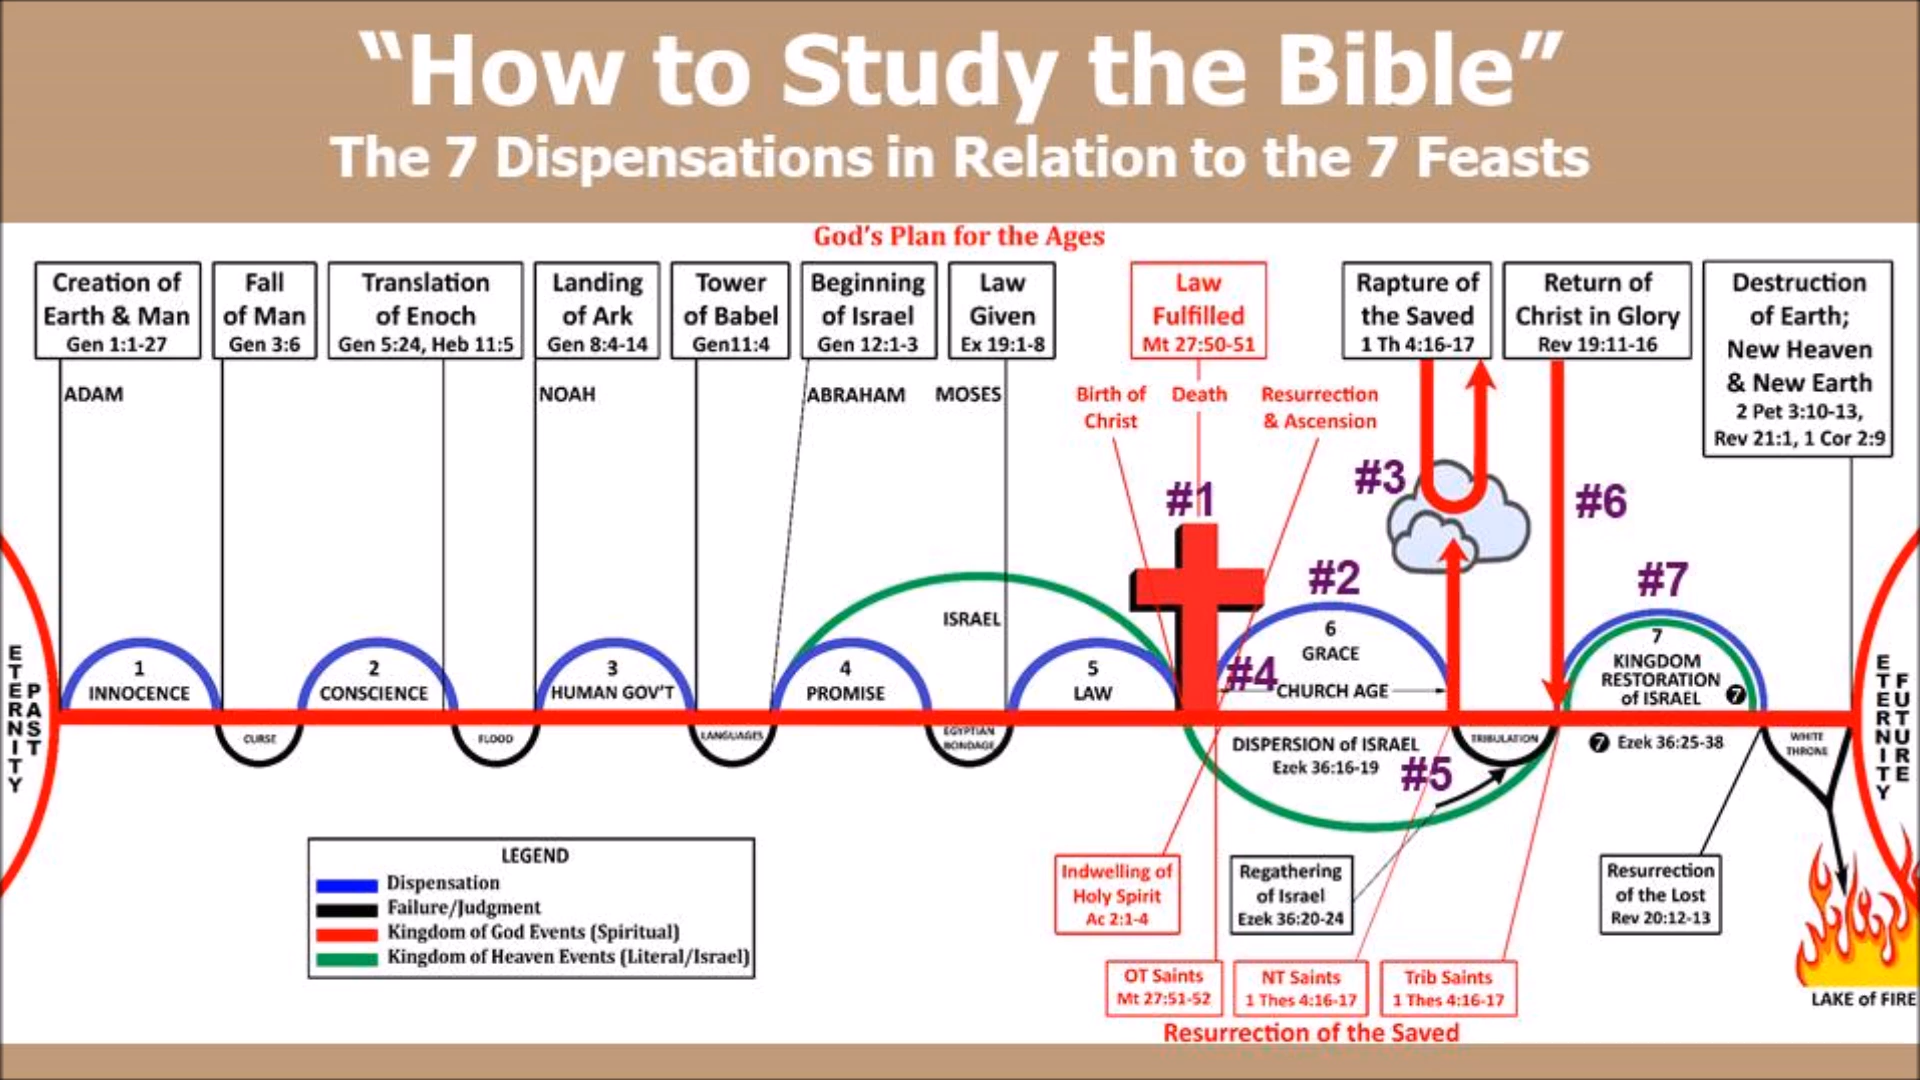 “How to Study the Bible”
The 7 Dispensations in Relation to the 7 Feasts
God's Plan for the Ages
Creation of
Earth & Man
Gen 1:1-27
Fall
of Man
Gen 3:6
Translation
of Enoch
Gen 5:24, Heb 11:5
Landing
of Ark
Gen 8:4-14
Tower
of Babel
Gen11:4
Beginning
of Israel
Gen 12:1-3
Law
Given
Ex 19:1-8
Law
Fulfilled
Mt 27:50-51
Rapture of
the Saved
1 Th 4:16-17
Return of
Christ in Glory
Rev 19:11-16
Destruction
of Earth;
New Heaven
& New Earth
2 Pet 3:10-13,
Rev 21:1, 1 Cor 2:9
ADAM
NOAH
ABRAHAM
MOSES
Birth of
Christ
Death
Resurrection
& Ascension
#1
#3
#6
#2
#7
ISRAEL
ETERNITY
PAST
1
INNOCENCE
2
CONSCIENCE
3
HUMAN GOV'T
4
PROMISE
5
LAW
6
GRACE
#4
CHURCH AGE
7
KINGDOM
RESTORATION
of ISRAEL
7
ETERNITY
FUTURE
CURSE
FLOOD
LANGUAGES
EGYPTIAN
BONDAGE
DISPERSION of ISRAEL
Ezek 36:16-19
#5
TRIBULATION
7 Ezek 36:25-38
WHITE
THRONE
LEGEND
Dispensation
Failure/Judgment
Kingdom of God Events (Spiritual)
Kingdom of Heaven Events (Literal/Israel)
Indwelling of
Holy Spirit
Ac 2:1-4
Regathering
of Israel
Ezek 36:20-24
Resurrection
of the Lost
Rev 20:12-13
OT Saints
Mt 27:51-52
NT Saints
1 Thes 4:16-17
Trib Saints
1 Thes 4:16-17
LAKE of FIRE
Resurrection of the Saved